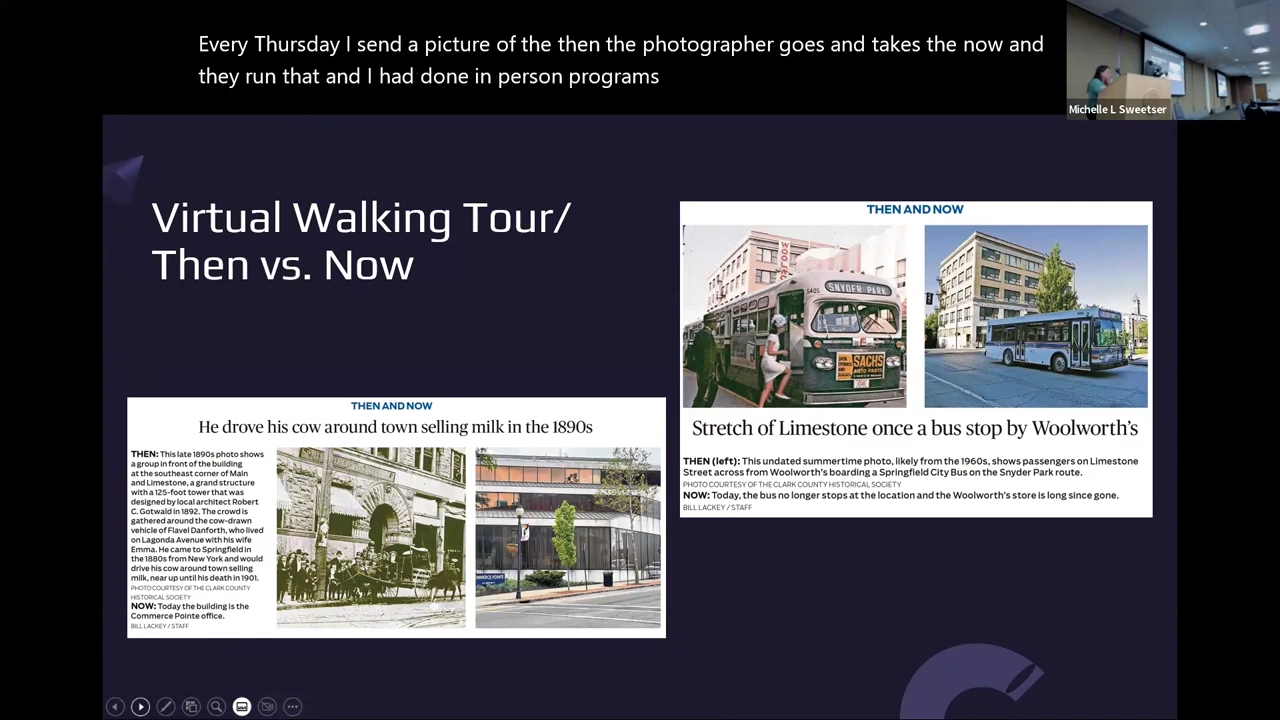 Every Thursday I send a picture of the then the photographer goes and takes the now and
they run that and I had done in person programs
Michelle L Sweetser
Virtual Walking Tour/
Then vs. Now
THEN AND NOW
SNYDER PARK
5405
SACHS
AUTO PARTS
Stretch of Limestone once a bus stop by Woolworth's
THEN (left): This undated summertime photo, likely from the 1960s, shows passengers on Limestone
Street across from Woolworth's boarding a Springfield City Bus on the Snyder Park route.
PHOTO COURTESY OF THE CLARK COUNTY HISTORICAL SOCIETY
NOW: Today, the bus no longer stops at the location and the Woolworth's store is long since gone.
BILL LACKEY / STAFF
THEN AND NOW
He drove his cow around town selling milk in the 1890s
THEN: This late 1890s photo shows
a group in front of the building
at the southeast corner of Main
and Limestone, a grand structure
with a 125-foot tower that was
designed by local architect Robert
C. Gotwald in 1892. The crowd is
gathered around the cow-drawn
vehicle of Flavel Danforth, who lived
on Lagonda Avenue with his wife
Emma. He came to Springfield in
the 1880s from New York and would
drive his cow around town selling
milk, near up until his death in 1901.
PHOTO COURTESY OF THE CLARK COUNTY
HISTORICAL SOCIETY
NOW: Today the building is the
Commerce Pointe office.
BILL LACKEY / STAFF